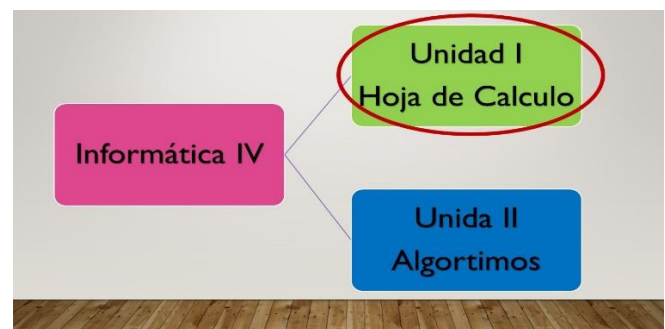 Unidad I
Hoja de Calculo
Informática IV
Unida II
Algortimos